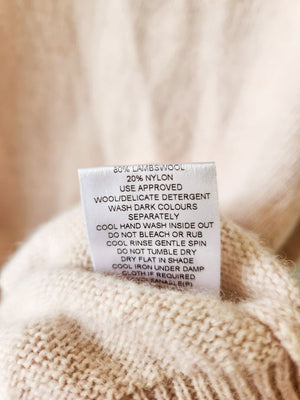 80% LAMBSWOOL
20% NYLON
USE APPROVED
WOOL/DELICATE DETERGENT
WASH DARK COLOURS
SEPARATELY
COOL HAND WASH INSIDE OUT
DO NOT BLEACH OR RUB
COOL RINSE GENTLE SPIN
DO NOT TUMBLE DRY
DRY FLAT IN SHADE
COOL IRON UNDER DAMP
CLOTH IF REQUIRED